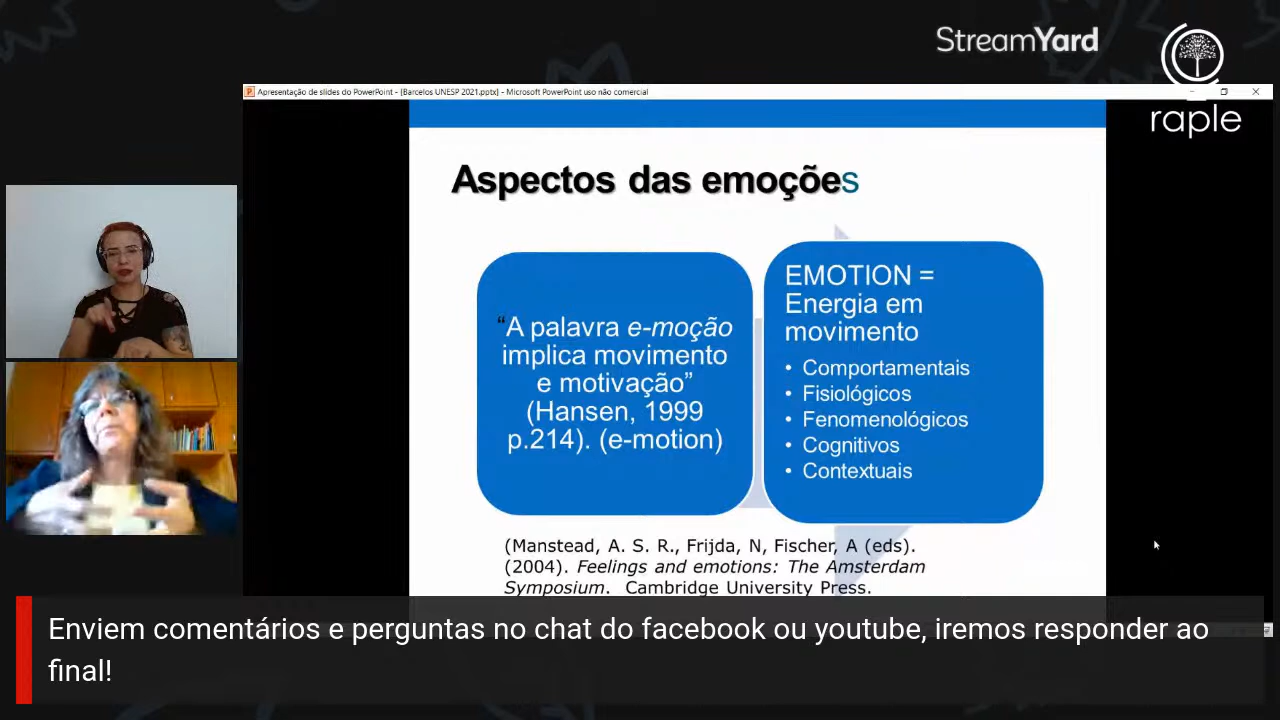 StreamYard
raple
Apresentação de slides do PowerPoint - [Barcelos UNESP 2021.pptx] - Microsoft PowerPoint uso não comercial
Aspectos das emoções
“A palavra e-moção
implica movimento
e motivação”
(Hansen, 1999
p.214). (e-motion)
EMOTION =
Energia em
movimento
• Comportamentais
• Fisiológicos
• Fenomenológicos
• Cognitivos
• Contextuais
(Manstead, A. S. R., Frijda, N, Fischer, A (eds).
(2004). Feelings and emotions: The Amsterdam
Symposium. Cambridge University Press.
Enviem comentários e perguntas no chat do facebook ou youtube, iremos responder ao
final!